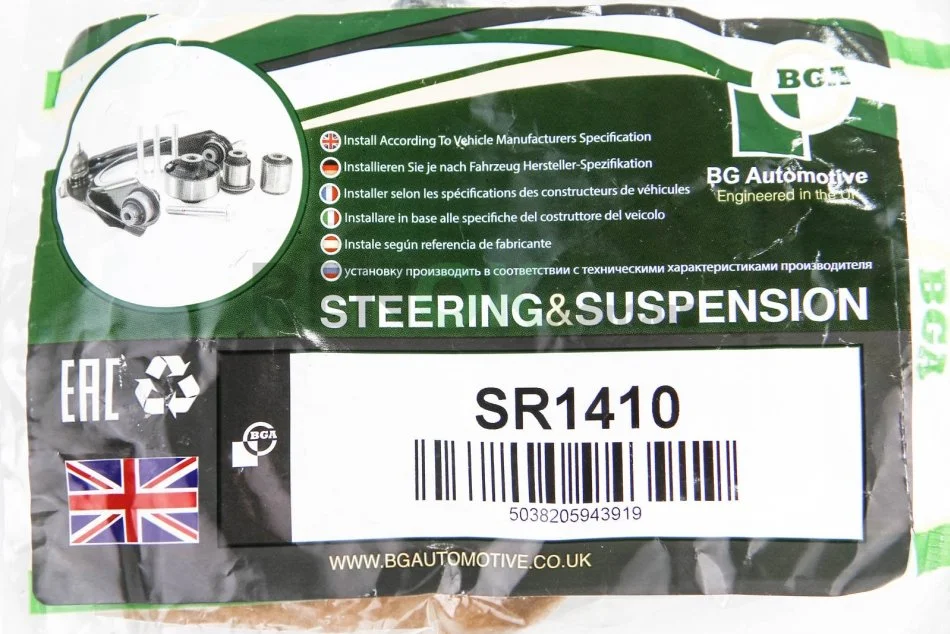 BGA
BG Automotive
Engineered in the UK
Install According To Vehicle Manufacturers Specification
Installieren Sie je nach Fahrzeug Hersteller-Spezifikation
Installer selon les spécifications des constructeurs de véhicules
Installare in base alle specifiche del costruttore del veicolo
Instale según referencia de fabricante
установку производить в соответствии с техническими характеристиками производителя
STEERING&SUSPENSION
EAC
BGA
SR1410
5038205943919
WWW.BGAUTOMOTIVE.CO.UK
BGA